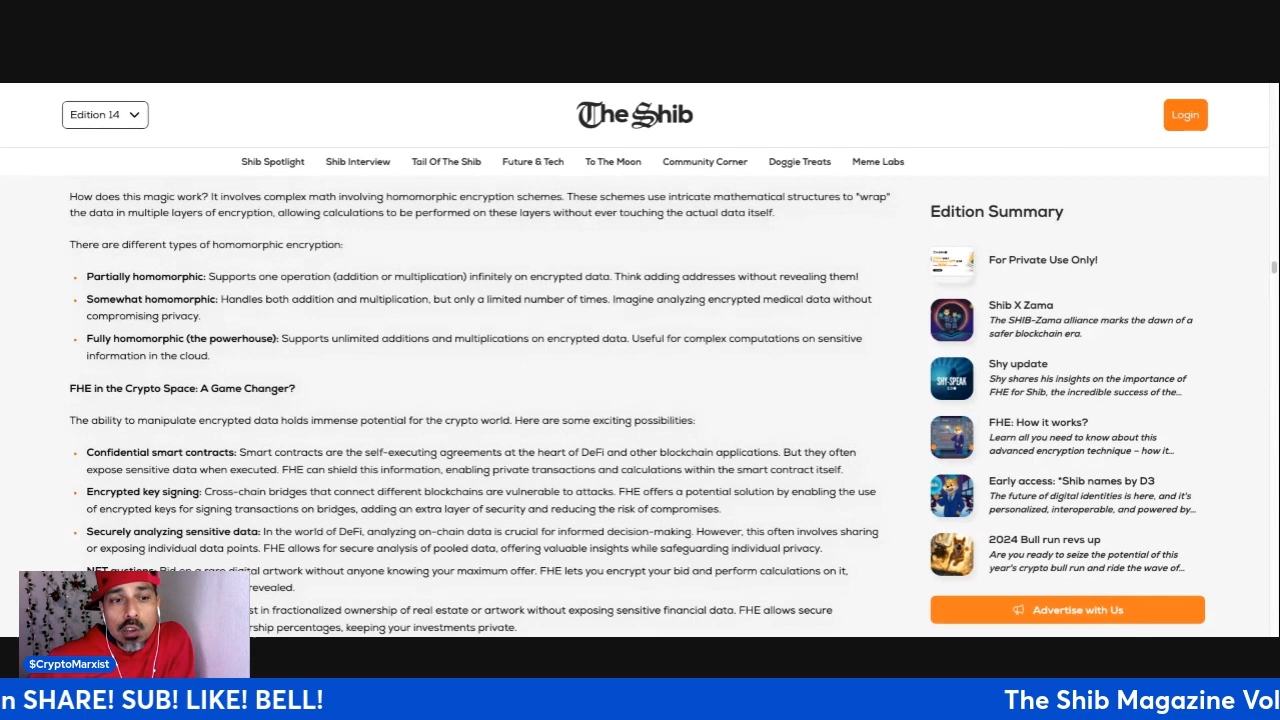 Edition 14
The Shib
Login
Shib Spotlight Shib Interview Tail Of The Shib Future & Tech To The Moon Community Corner Doggie Treats Meme Labs
How does this magic work? It involves complex math involving homomorphic encryption schemes. These schemes use intricate mathematical structures to "wrap"
the data in multiple layers of encryption, allowing calculations to be performed on these layers without ever touching the actual data itself.
There are different types of homomorphic encryption:
Partially homomorphic: Supports one operation (addition or multiplication) infinitely on encrypted data. Think adding addresses without revealing them!
Somewhat homomorphic: Handles both addition and multiplication, but only a limited number of times. Imagine analyzing encrypted medical data without
compromising privacy.
Fully homomorphic (the powerhouse): Supports unlimited additions and multiplications on encrypted data. Useful for complex computations on sensitive
information in the cloud.
FHE in the Crypto Space: A Game Changer?
The ability to manipulate encrypted data holds immense potential for the crypto world. Here are some exciting possibilities:
Confidential smart contracts: Smart contracts are the self-executing agreements at the heart of DeFi and other blockchain applications. But they often
expose sensitive data when executed. FHE can shield this information, enabling private transactions and calculations within the smart contract itself.
Encrypted key signing: Cross-chain bridges that connect different blockchains are vulnerable to attacks. FHE offers a potential solution by enabling the use
of encrypted keys for signing transactions on bridges, adding an extra layer of security and reducing the risk of compromises.
Securely analyzing sensitive data: In the world of DeFi, analyzing on-chain data is crucial for informed decision-making. However, this often involves sharing
or exposing individual data points. FHE allows for secure analysis of pooled data, offering valuable insights while safeguarding individual privacy.
NFT auctions: Bid on a rare digital artwork without anyone knowing your maximum offer. FHE lets you encrypt your bid and perform calculations on it,
revealed.
st in fractionalized ownership of real estate or artwork without exposing sensitive financial data. FHE allows secure
rship percentages, keeping your investments private.
Edition Summary
For Private Use Only!
Shib X Zama
The SHIB-Zama alliance marks the dawn of a
safer blockchain era.
SHY-SPEAK
Shy update
Shy shares his insights on the importance of
FHE for Shib, the incredible success of the...
FHE: How it works?
Learn all you need to know about this
advanced encryption technique – how it...
Early access: "Shib names by D3
The future of digital identities is here, and it's
personalized, interoperable, and powered by...
2024 Bull run revs up
Are you ready to seize the potential of this
year's crypto bull run and ride the wave of...
Advertise with Us
$CryptoMarxist
n SHARE! SUB! LIKE! BELL!
The Shib Magazine Vol